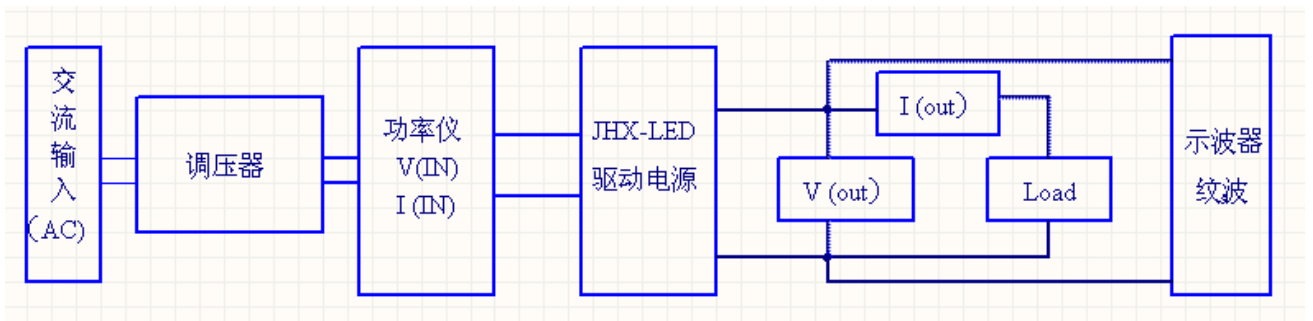 交
流
输
入
(AC)
调压器
功率仪
V(IN)
I (IN)
JHX-LED
驱动电源
I (out)
V (out)
Load
示波器
纹波